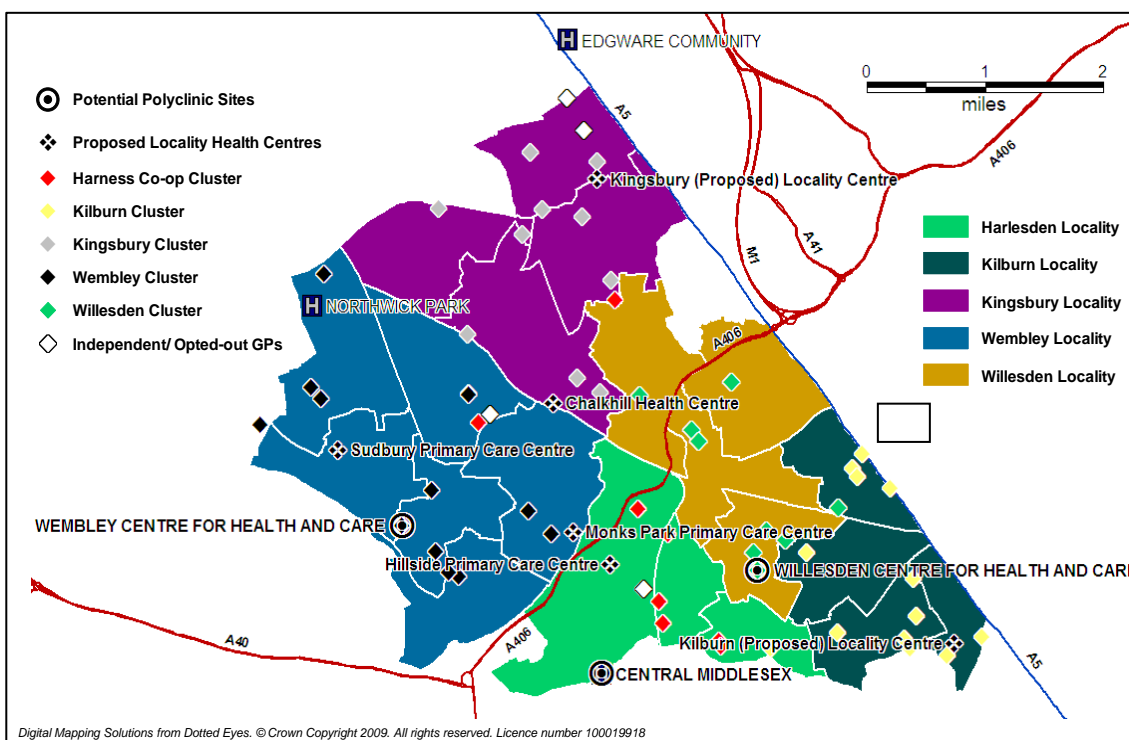 H EDGWARE COMMUNITY
0 1 2
miles
A5
A406
A 41
M1
Potential Polyclinic Sites
Proposed Locality Health Centres
Harness Co-op Cluster
Kilburn Cluster
Kingsbury Cluster
Wembley Cluster
Willesden Cluster
Independent/ Opted-out GPs
Kingsbury (Proposed) Locality Centre
Harlesden Locality
Kilburn Locality
Kingsbury Locality
Wembley Locality
Willesden Locality
H NORTHWICK PARK
A406
Chalkhill Health Centre
Sudbury Primary Care Centre
WEMBLEY CENTRE FOR HEALTH AND CARE
Monks Park Primary Care Centre
Hillside Primary Care Centre
WILLESDEN CENTRE FOR HEALTH AND CARE
A40
A406
Kilburn (Proposed) Locality Centre
A5
CENTRAL MIDDLESEX
Digital Mapping Solutions from Dotted Eyes. © Crown Copyright 2009. All rights reserved. Licence number 100019918